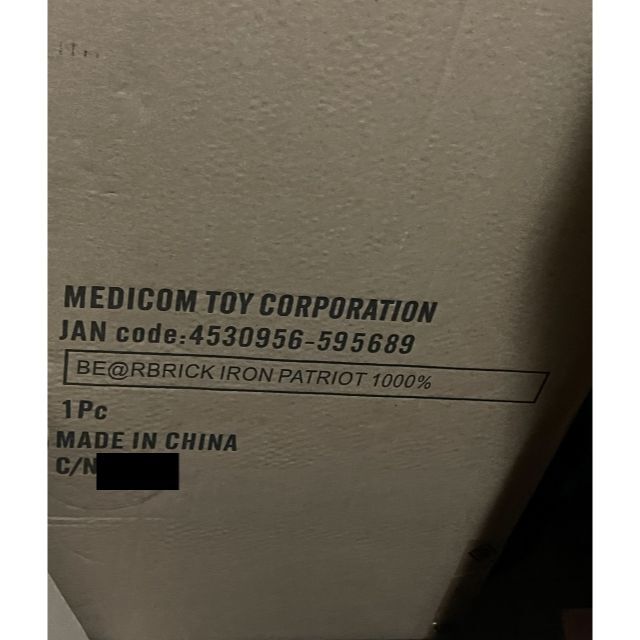 MEDICOM TOY CORPORATION
JAN code:4530956-595689
BE@RBRICK IRON PATRIOT 1000%
1Pc
MADE IN CHINA
C/N